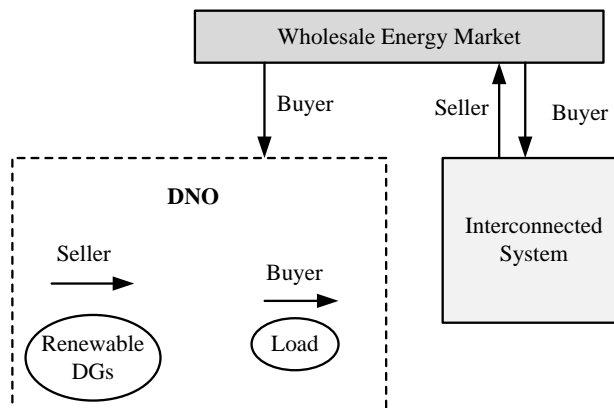 Wholesale Energy Market
Buyer
Seller
Buyer
DNO
Interconnected
System
Seller
Buyer
Renewable
DGs
Load